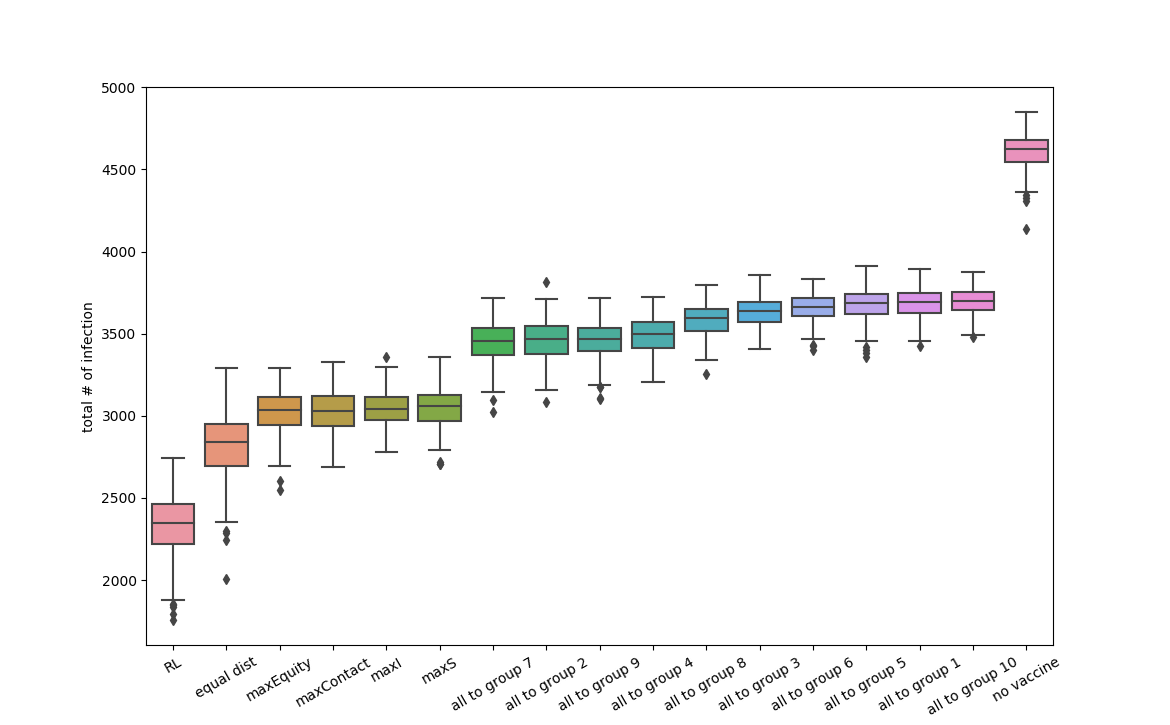 5000
4500
4000
3500
3000
2500
2000
total # of infection
RL
equal dist
maxEquity
maxContact
maxI
maxS
all to group 7
all to group 2
all to group 9
all to group 4
all to group 8
all to group 3
all to group 6
all to group 5
all to group 1
all to group 10
no vaccine